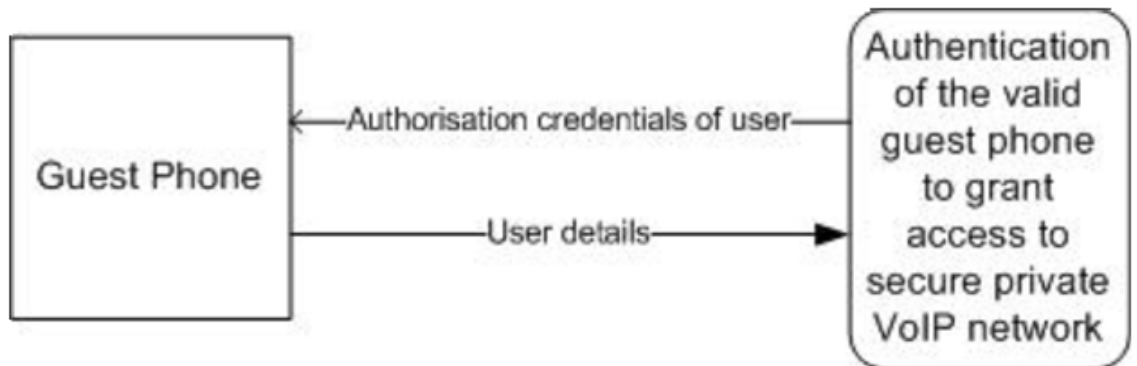 Guest Phone
Authorisation credentials of user
User details
Authentication
of the valid
guest phone
to grant
access to
secure private
VoIP network